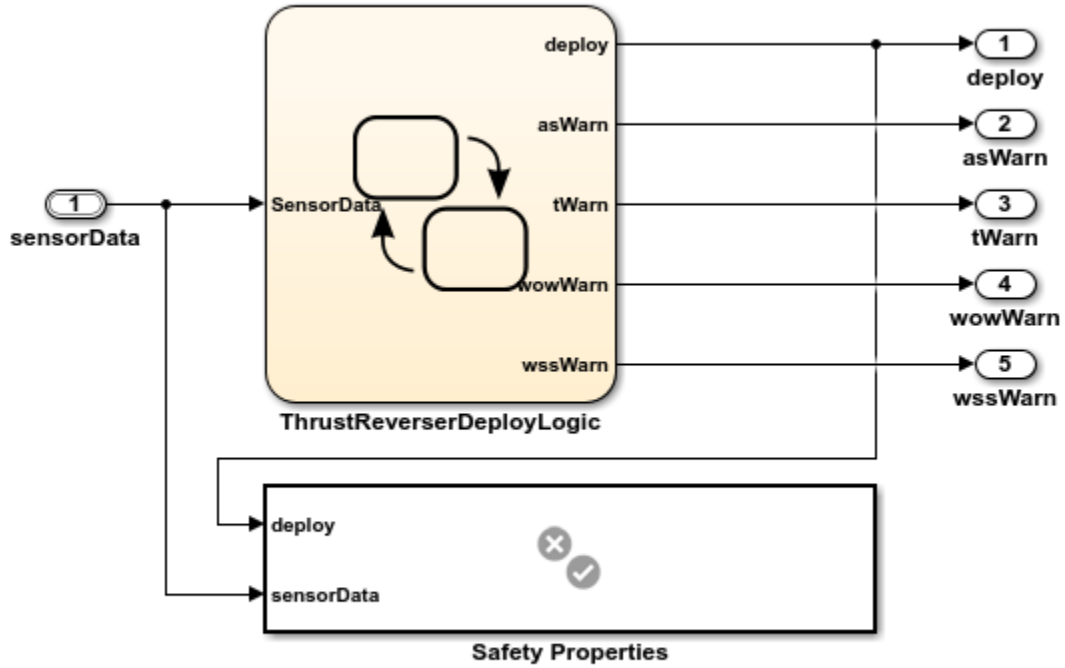 deploy
1
deploy
asWarn
2
asWarn
1
SensorData
tWarn
3
sensorData
tWarn
wowWarn
4
wowWarn
wssWarn
5
wssWarn
ThrustReverserDeployLogic
deploy
sensorData
Safety Properties